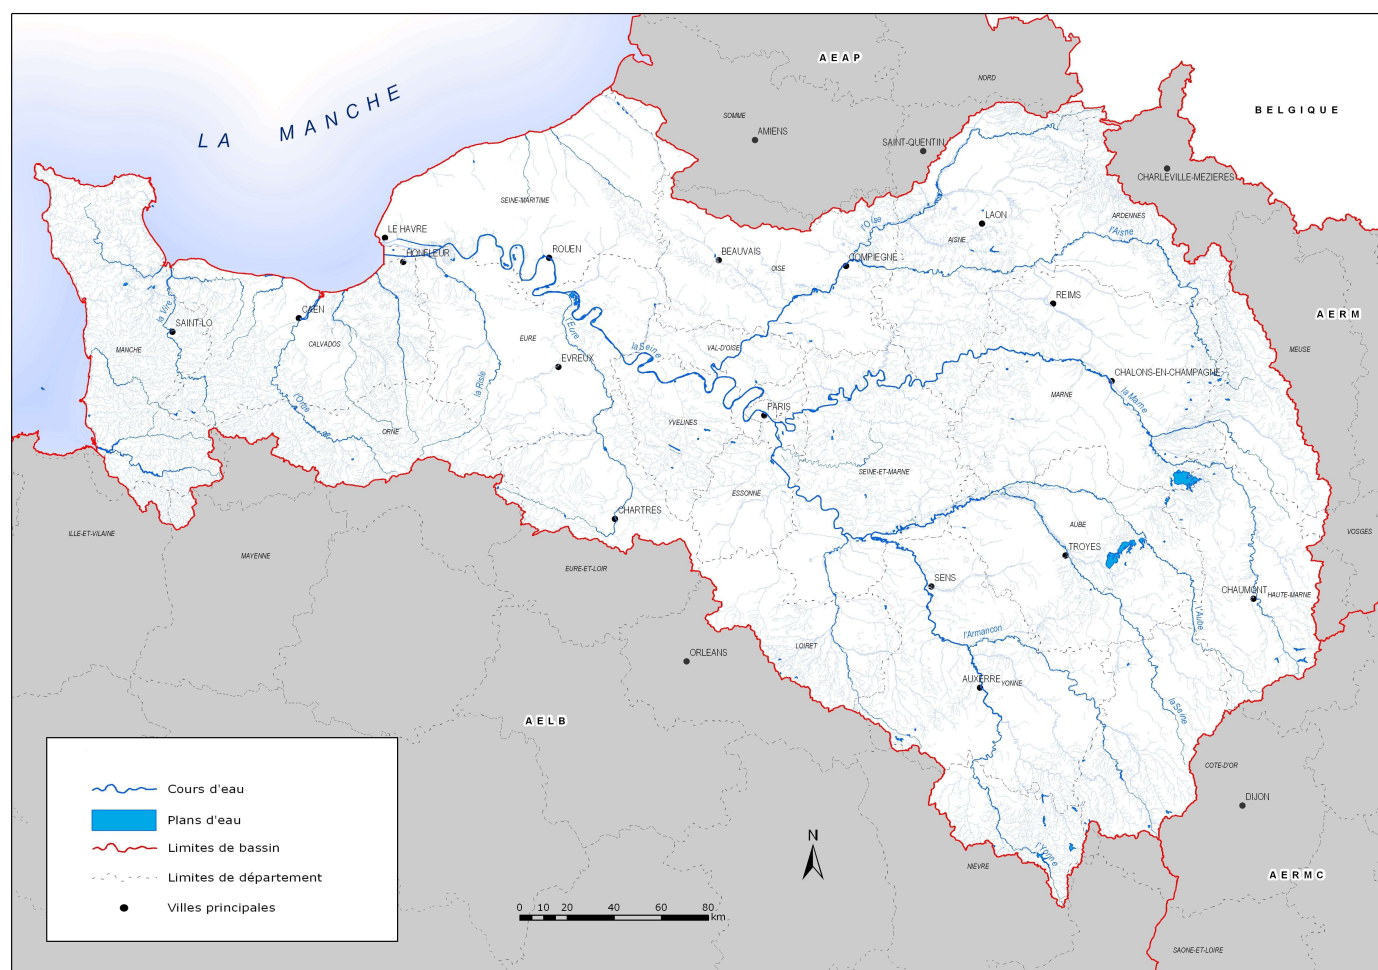 AEAP
NORD
LA MANCHE
BELGIQUE
SOMME
AMIENS
SAINT-QUENTIN
CHARLEVILLE-MEZIERES
SEINE-MARITIME
ARDENNES
LAON
l'Oise
LE HAVRE
l'Aisne
AISNE
ROUEN
HONFLEUR
BEAUVAIS
COMPIEGNE
OISE
REIMS
la Vire
CAEN
AERM
SAINT-LO
l'Eure
EURE
CALVADOS
la Seine
VAL-D'OISE
MANCHE
MEUSE
EVREUX
CHALONS-EN-CHAMPAGNE
la Risle
la Marne
MARNE
l'Orne
PARIS
YVELINES
ORNE
SEINE-ET-MARNE
ESSONNE
CHARTRES
ILLE-ET-VILAINE
AUBE
VOSGES
MAYENNE
TROYES
EURE-ET-LOIR
SENS
CHAUMONT
HAUTE-MARNE
l'Aube
l'Armancon
LOIRET
ORLEANS
AUXERRE
YONNE
la Seine
AELB
COTE-D'OR
DIJON
l'Yonne
NIEVRE
AERMC
SAONE-ET-LOIRE
Cours d'eau
Plans d'eau
Limites de bassin
Limites de département
Villes principales
N
0 10 20 40 60 80
km